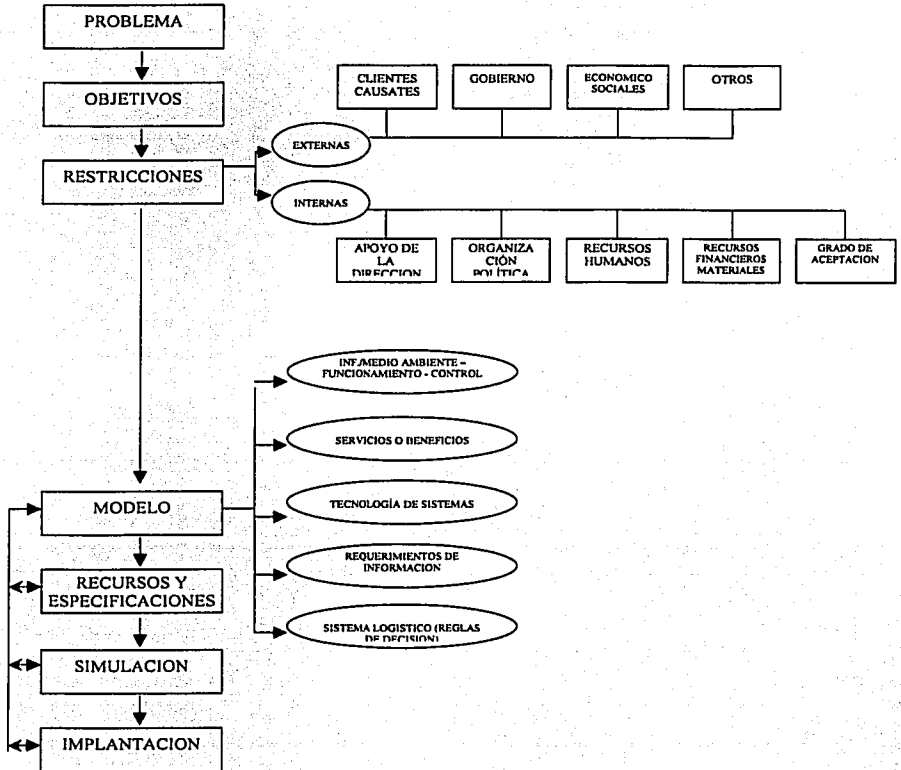 PROBLEMA
OBJETIVOS
RESTRICCIONES
EXTERNAS
CLIENTES
CAUSATES
GOBIERNO
ECONOMICO
SOCIALES
OTROS
INTERNAS
APOYO DE
LA
DIRECCION
ORGANIZA
CIÓN
POLÍTICA
RECURSOS
HUMANOS
RECURSOS
FINANCIEROS
MATERIALES
GRADO DE
ACEPTACION
MODELO
INF./MEDIO AMBIENTE –
FUNCIONAMIENTO - CONTROL
SERVICIOS O BENEFICIOS
TECNOLOGÍA DE SISTEMAS
REQUERIMIENTOS DE
INFORMACION
SISTEMA LOGISTICO (REGLAS
DE DECISION)
RECURSOS Y
ESPECIFICACIONES
SIMULACION
IMPLANTACION